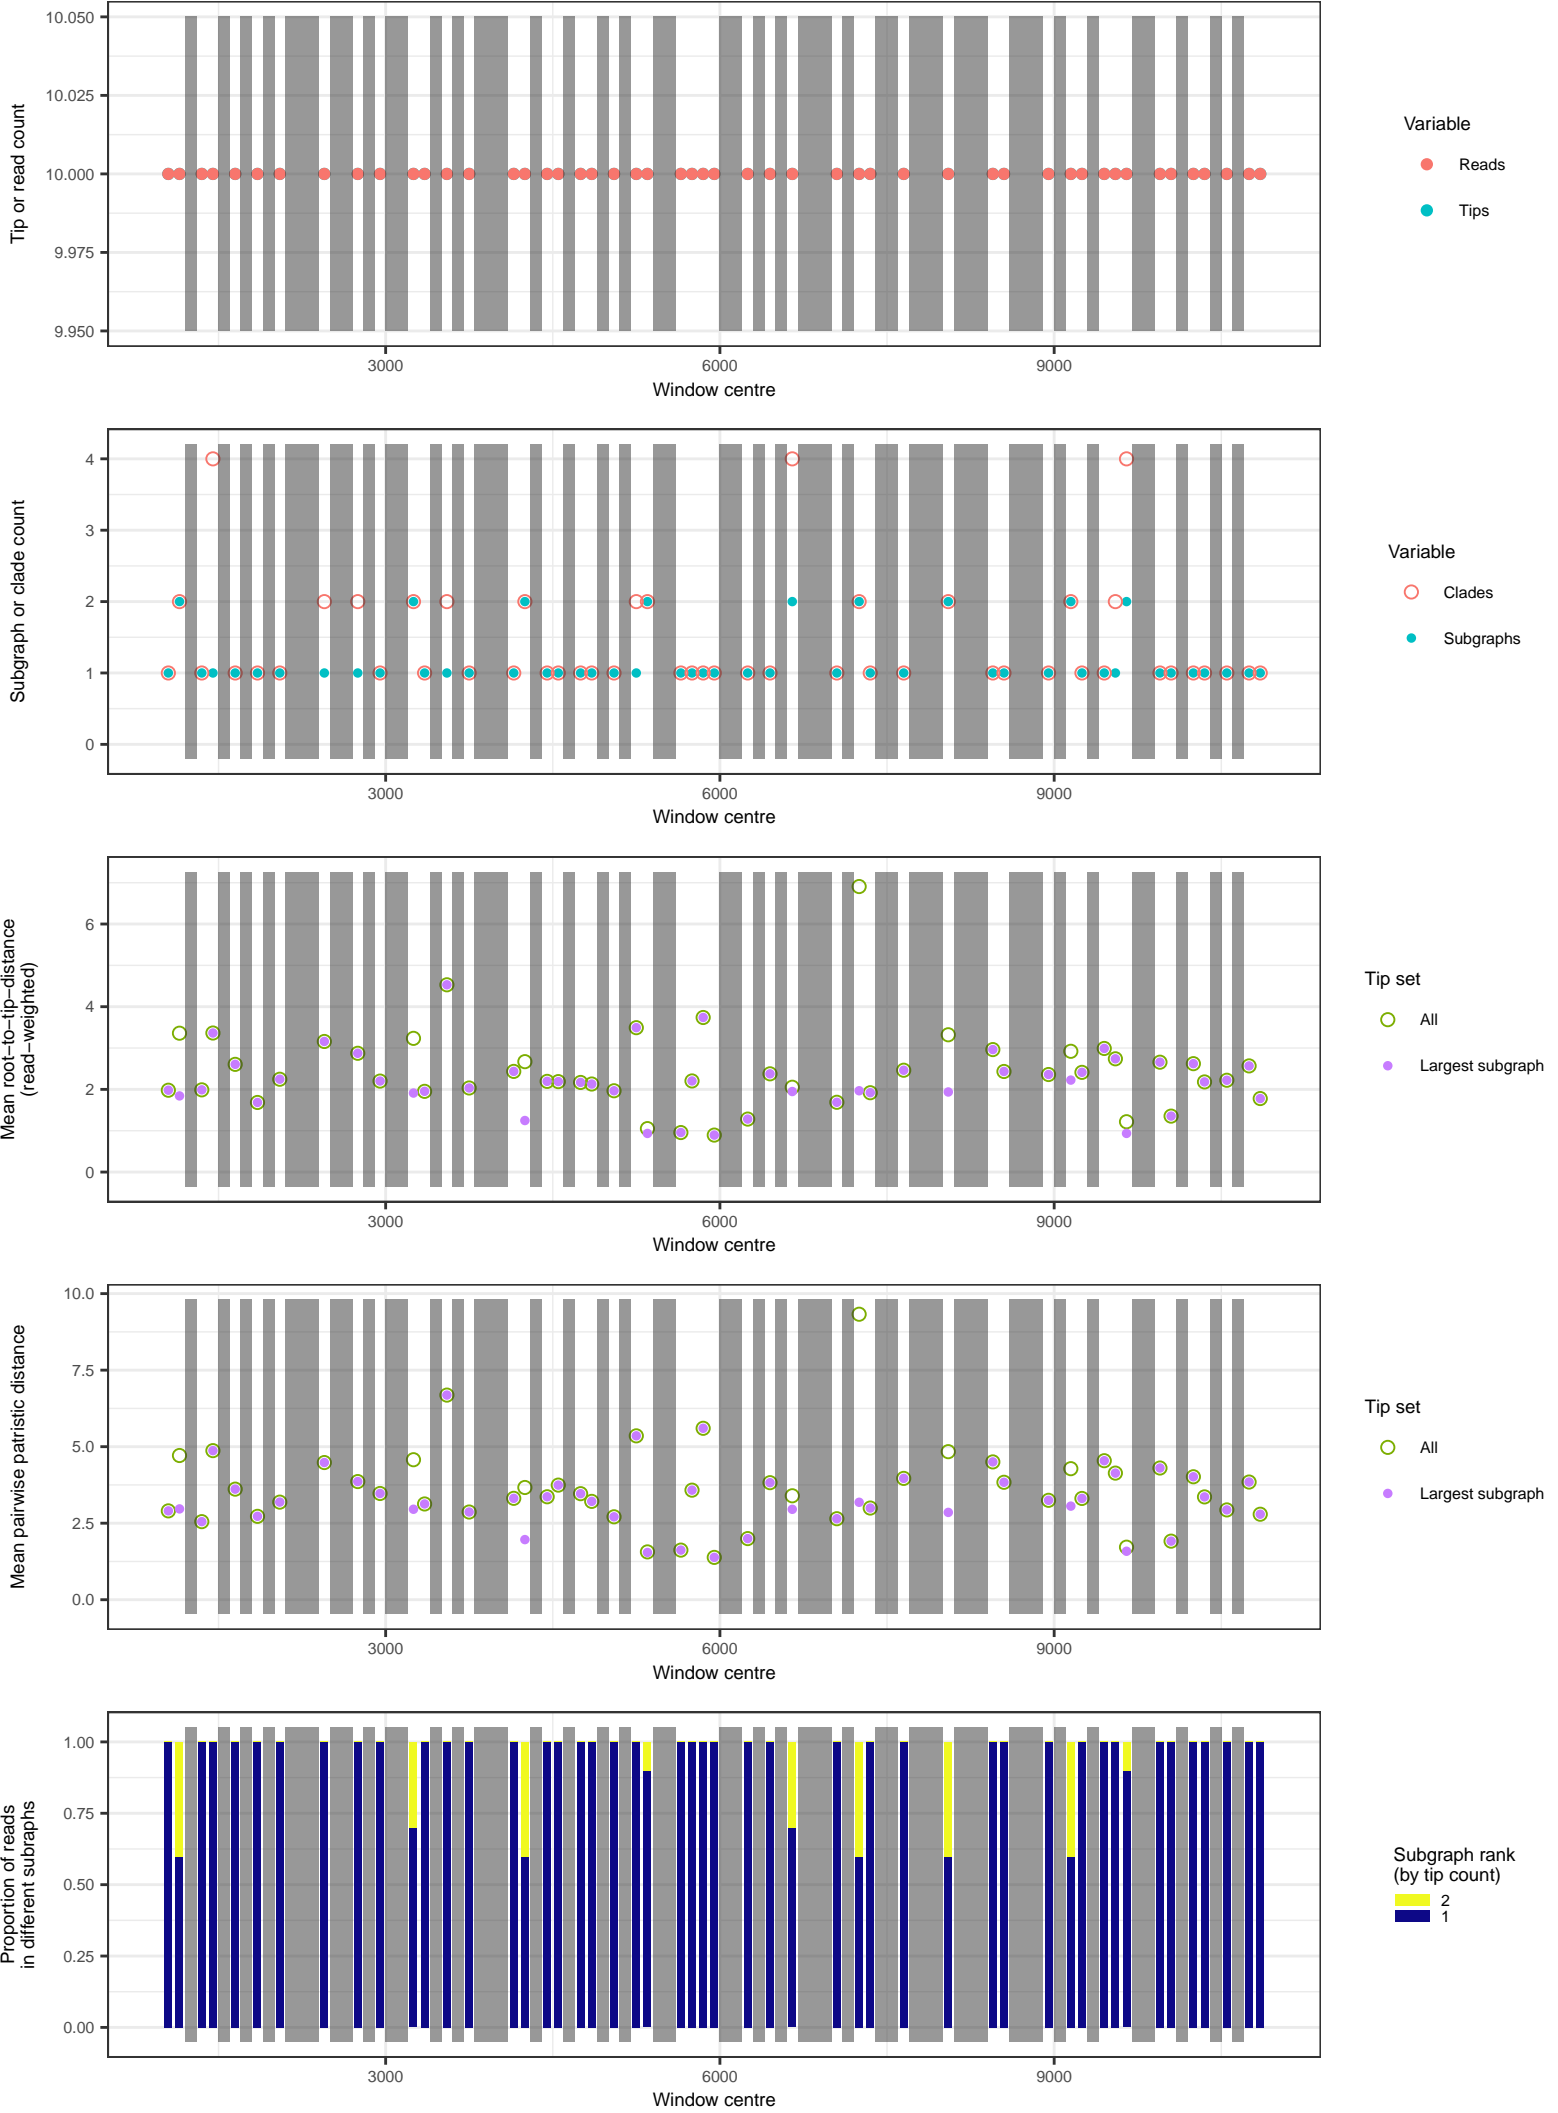 10.050
10.025
10.000
9.975
9.950
Tip or read count
3000
6000
9000
Window centre
Variable
Reads
Tips
4
3
2
1
0
Subgraph or clade count
3000
6000
9000
Window centre
Variable
Clades
Subgraphs
6
4
2
0
Mean root−to−tip−distance
(read−weighted)
3000
6000
9000
Window centre
Tip set
All
Largest subgraph
10.0
7.5
5.0
2.5
0.0
Mean pairwise patristic distance
3000
6000
9000
Window centre
Tip set
All
Largest subgraph
1.00
0.75
0.50
0.25
0.00
Proportion of reads
in different subraphs
3000
6000
9000
Window centre
Subgraph rank
(by tip count)
2
1